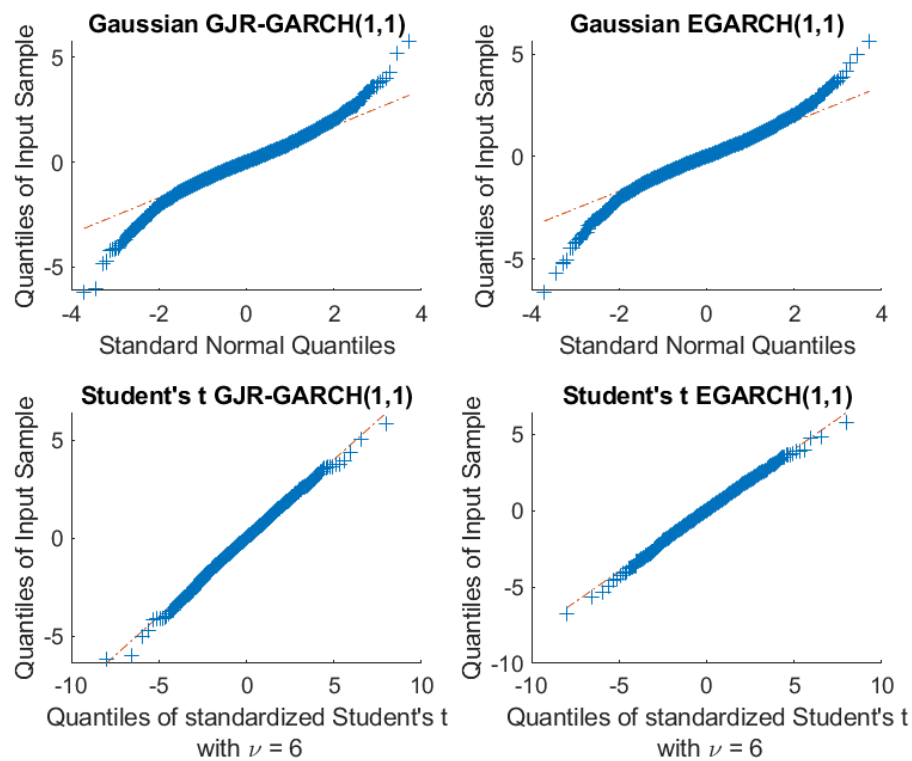 Gaussian GJR-GARCH(1,1)
Quantiles of Input Sample
5
0
-5
-4
-2
0
2
4
Standard Normal Quantiles
Gaussian EGARCH(1,1)
Quantiles of Input Sample
5
0
-5
-4
-2
0
2
4
Standard Normal Quantiles
Student's t GJR-GARCH(1,1)
Quantiles of Input Sample
5
0
-5
-10
-5
0
5
10
Quantiles of standardized Student's t
with ν = 6
Student's t EGARCH(1,1)
Quantiles of Input Sample
5
0
-5
-10
-10
-5
0
5
10
Quantiles of standardized Student's t
with ν = 6